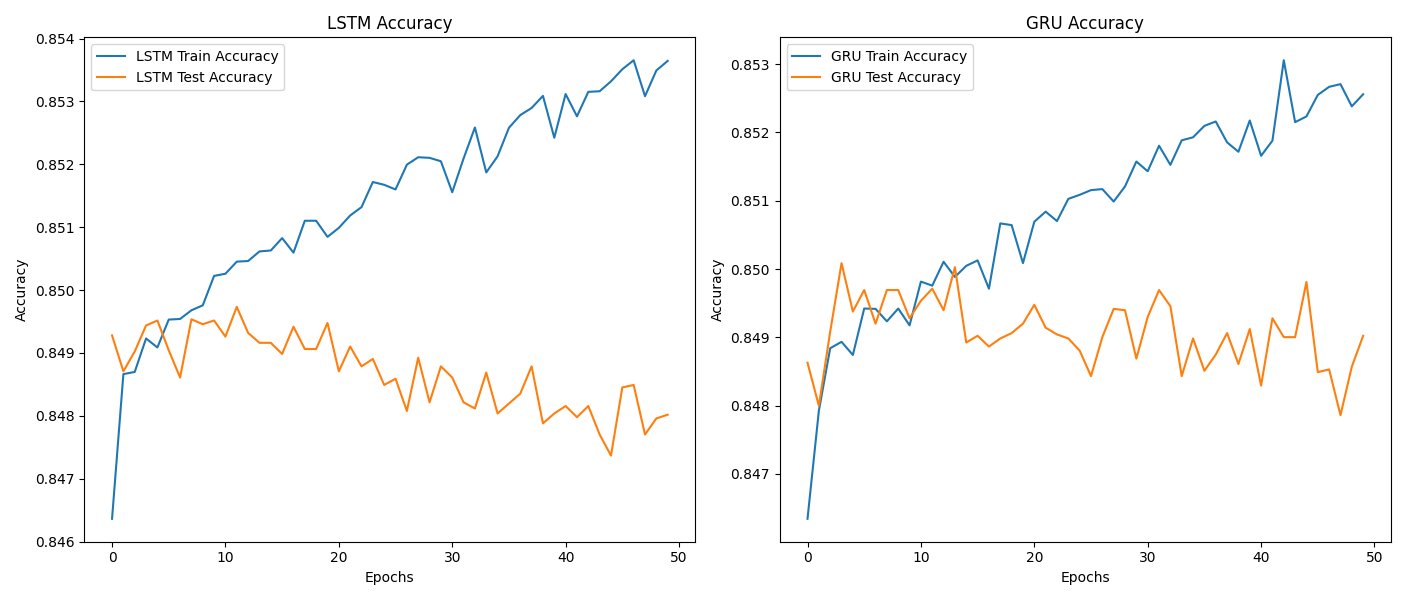 LSTM Accuracy
LSTM Train Accuracy
LSTM Test Accuracy
0.854
0.853
0.852
0.851
0.850
0.849
0.848
0.847
0.846
Accuracy
0 10 20 30 40 50
Epochs
GRU Accuracy
GRU Train Accuracy
GRU Test Accuracy
0.853
0.852
0.851
0.850
0.849
0.848
0.847
Accuracy
0 10 20 30 40 50
Epochs